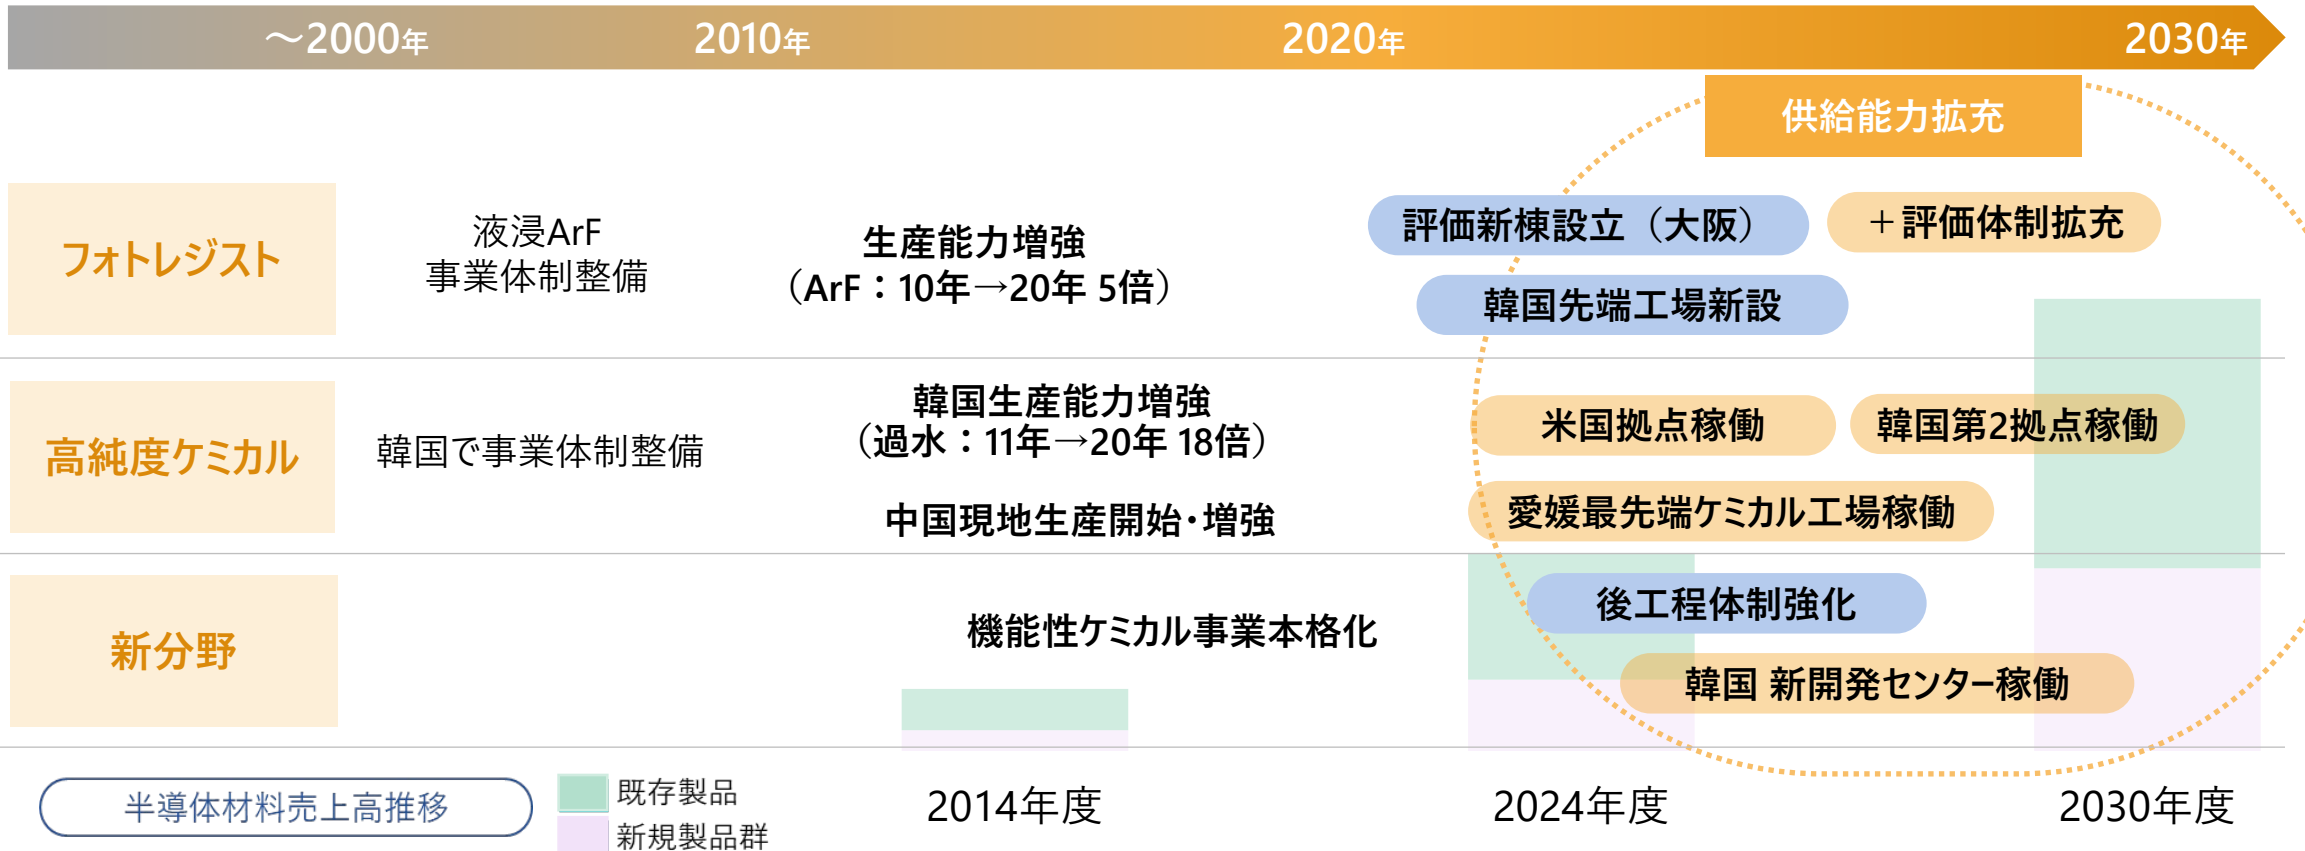 ～2000年
2010年
2020年
2030年
供給能力拡充
フォトレジスト
液浸ArF
事業体制整備
生産能力増強
（ArF：10年→20年 5倍）
評価新棟設立（大阪）
＋評価体制拡充
韓国先端工場新設
高純度ケミカル
韓国で事業体制整備
韓国生産能力増強
（過水：11年→20年 18倍）
中国現地生産開始･増強
米国拠点稼働
韓国第2拠点稼働
愛媛最先端ケミカル工場稼働
新分野
機能性ケミカル事業本格化
後工程体制強化
韓国 新開発センター稼働
半導体材料売上高推移
既存製品
新規製品群
2014年度
2024年度
2030年度